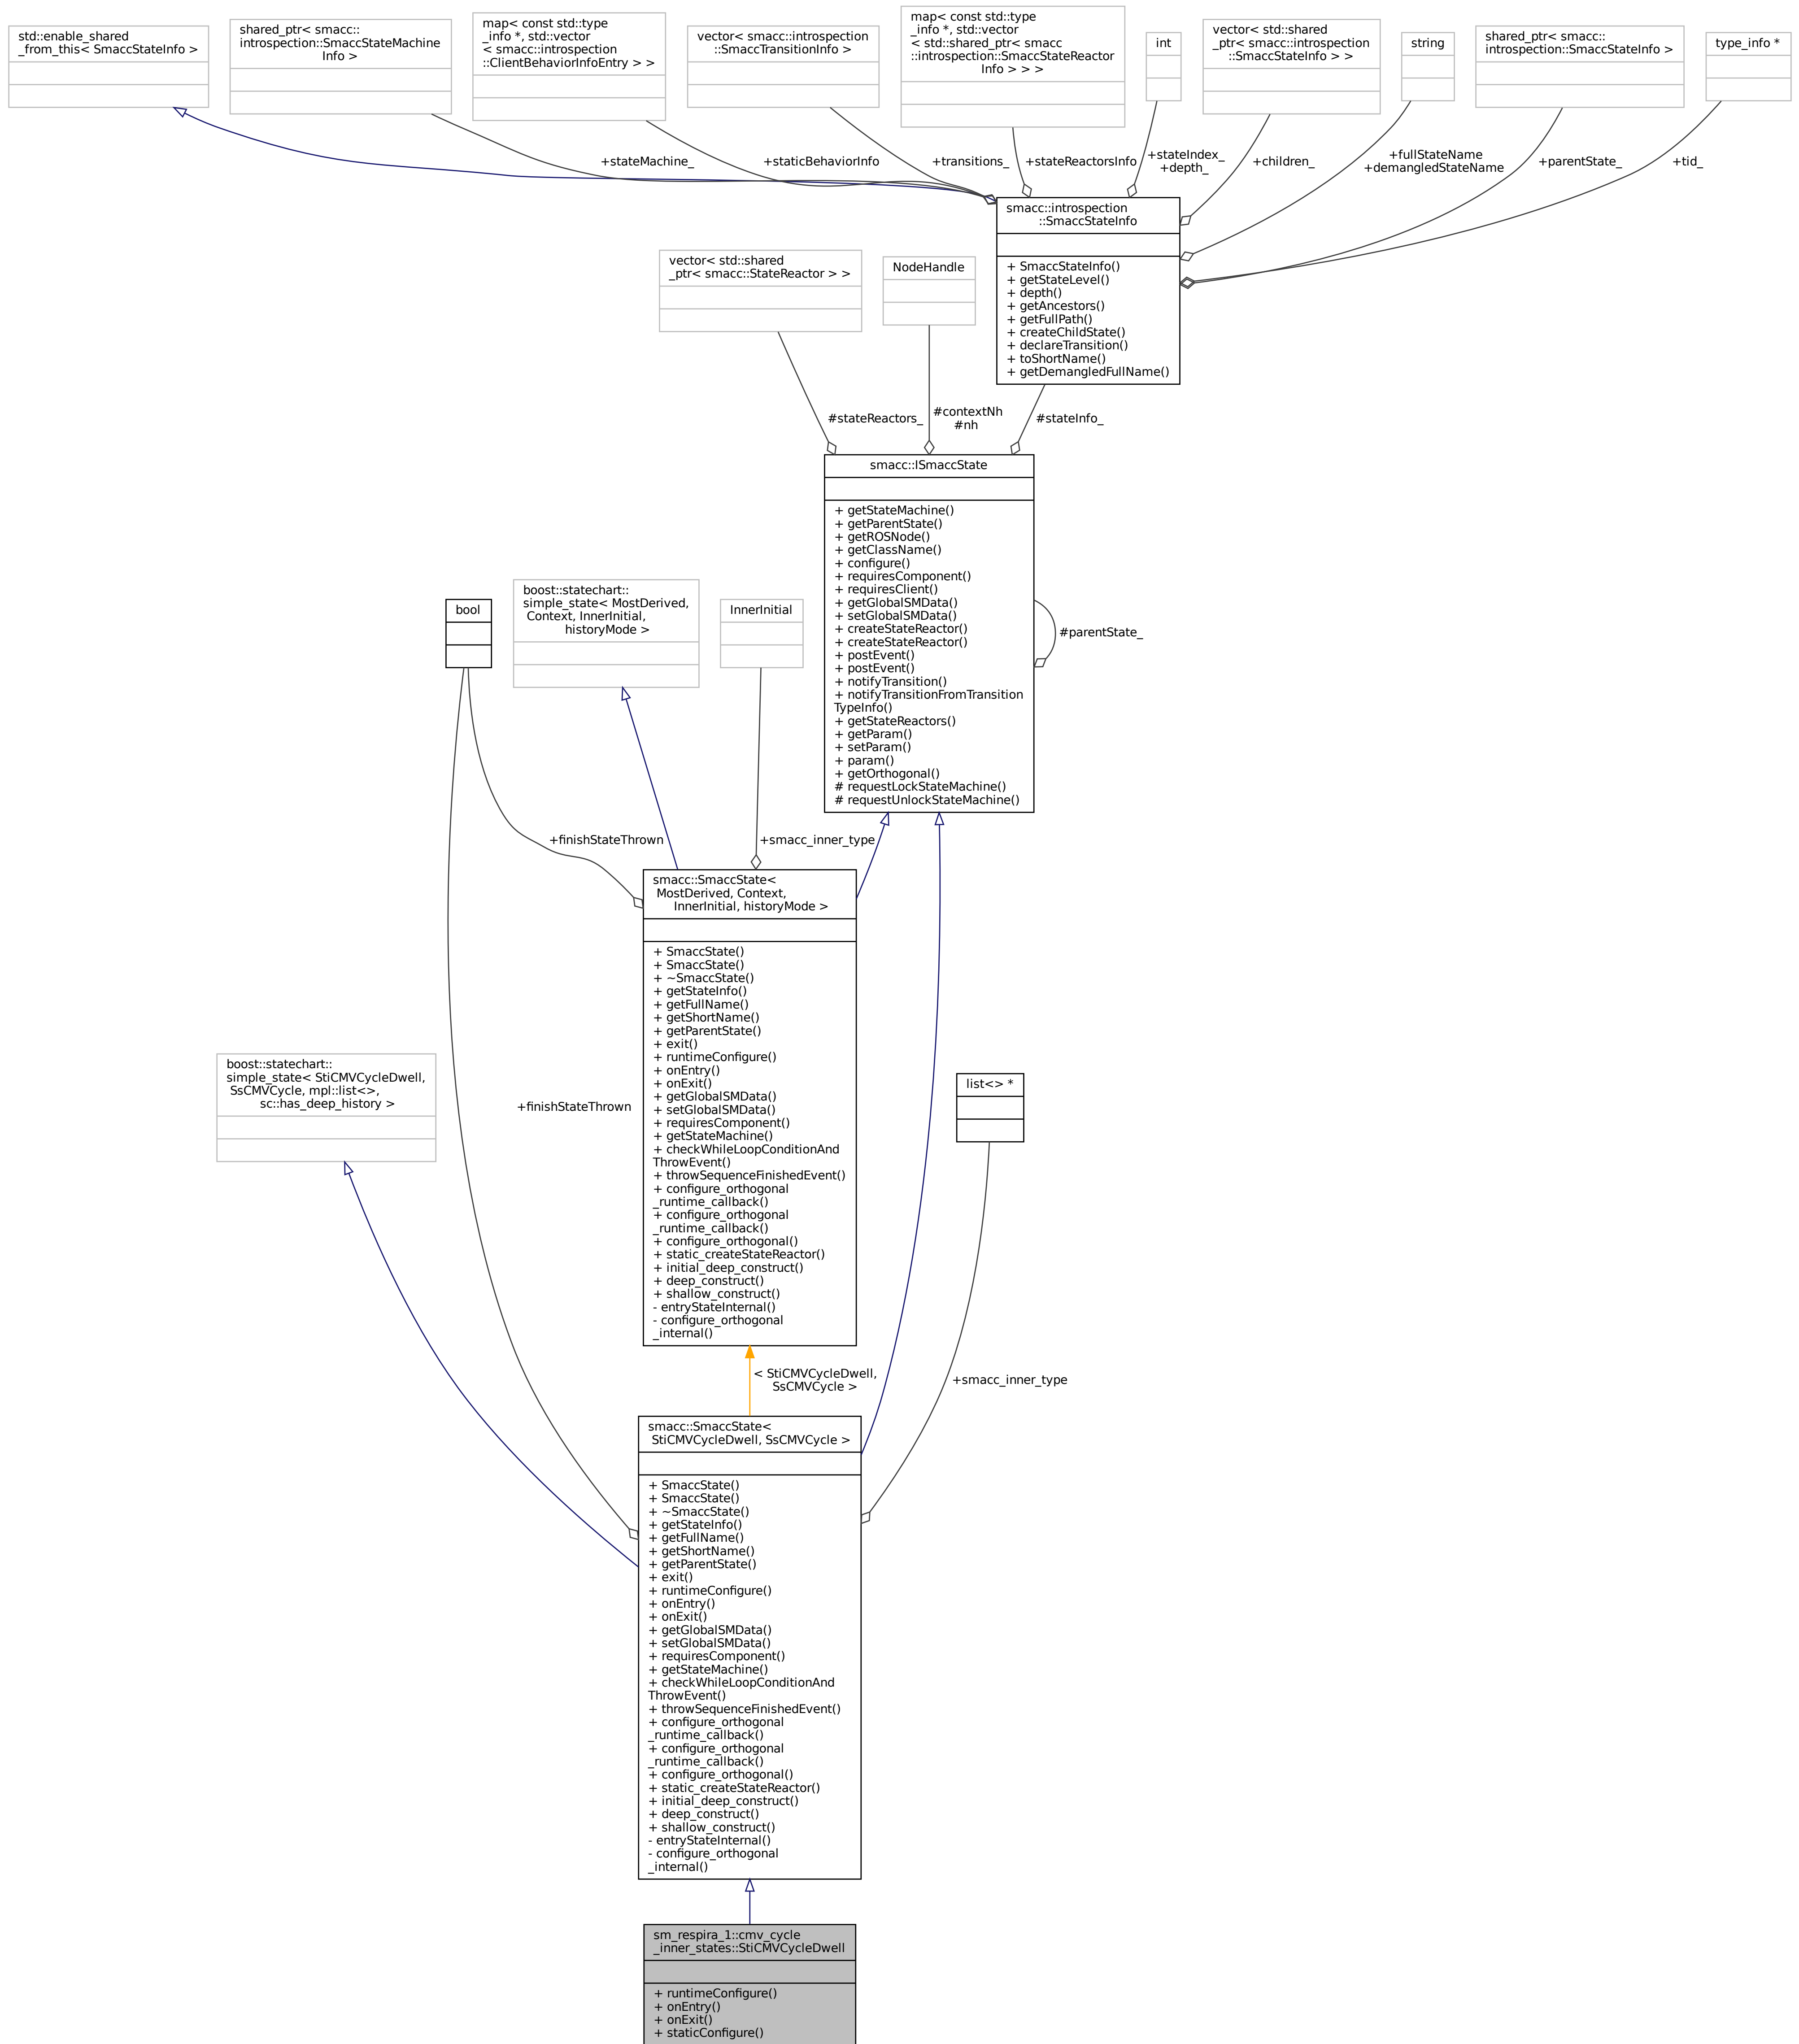 std::enable_shared
_from_this< SmaccStateInfo >
shared_ptr< smacc::
introspection::SmaccStateMachine
Info >
map< const std::type
_info *, std::vector
< smacc::introspection
::ClientBehaviorInfoEntry > >
vector< smacc::introspection
::SmaccTransitionInfo >
map< const std::type
_info *, std::vector
< std::shared_ptr< smacc
::introspection::SmaccStateReactor
Info > > >
int
vector< std::shared
_ptr< smacc::introspection
::SmaccStateInfo > >
string
shared_ptr< smacc::
introspection::SmaccStateInfo >
type_info *
+stateMachine_
+staticBehaviorInfo
+transitions_
+stateReactorsInfo
+stateIndex_
+depth_
+children_
+fullStateName
+demangledStateName
+parentState_
+tid_
smacc::introspection
::SmaccStateInfo
+ SmaccStateInfo()
+ getStateLevel()
+ depth()
+ getAncestors()
+ getFullPath()
+ createChildState()
+ declareTransition()
+ toShortName()
+ getDemangledFullName()
vector< std::shared
_ptr< smacc::StateReactor > >
NodeHandle
#stateReactors_
#contextNh
#nh
#stateInfo_
smacc::ISmaccState
+ getStateMachine()
+ getParentState()
+ getROSNode()
+ getClassName()
+ configure()
+ requiresComponent()
+ requiresClient()
+ getGlobalSMData()
+ setGlobalSMData()
+ createStateReactor()
+ createStateReactor()
+ postEvent()
+ postEvent()
+ notifyTransition()
+ notifyTransitionFromTransition
TypeInfo()
+ getStateReactors()
+ getParam()
+ setParam()
+ param()
+ getOrthogonal()
# requestLockStateMachine()
# requestUnlockStateMachine()
#parentState_
bool
boost::statechart::
simple_state< MostDerived,
Context, InnerInitial,
historyMode >
InnerInitial
+finishStateThrown
+smacc_inner_type
smacc::SmaccState<
MostDerived, Context,
InnerInitial, historyMode >
+ SmaccState()
+ SmaccState()
+ ~SmaccState()
+ getStateInfo()
+ getFullName()
+ getShortName()
+ getParentState()
+ exit()
+ runtimeConfigure()
+ onEntry()
+ onExit()
+ getGlobalSMData()
+ setGlobalSMData()
+ requiresComponent()
+ getStateMachine()
+ checkWhileLoopConditionAnd
ThrowEvent()
+ throwSequenceFinishedEvent()
+ configure_orthogonal
_runtime_callback()
+ configure_orthogonal
_runtime_callback()
+ configure_orthogonal()
+ static_createStateReactor()
+ initial_deep_construct()
+ deep_construct()
+ shallow_construct()
- entryStateInternal()
- configure_orthogonal
_internal()
boost::statechart::
simple_state< StiCMVCycleDwell,
SsCMVCycle, mpl::list<>,
sc::has_deep_history >
+finishStateThrown
list<> *
< StiCMVCycleDwell,
SsCMVCycle >
+smacc_inner_type
smacc::SmaccState<
StiCMVCycleDwell, SsCMVCycle >
+ SmaccState()
+ SmaccState()
+ ~SmaccState()
+ getStateInfo()
+ getFullName()
+ getShortName()
+ getParentState()
+ exit()
+ runtimeConfigure()
+ onEntry()
+ onExit()
+ getGlobalSMData()
+ setGlobalSMData()
+ requiresComponent()
+ getStateMachine()
+ checkWhileLoopConditionAnd
ThrowEvent()
+ throwSequenceFinishedEvent()
+ configure_orthogonal
_runtime_callback()
+ configure_orthogonal
_runtime_callback()
+ configure_orthogonal()
+ static_createStateReactor()
+ initial_deep_construct()
+ deep_construct()
+ shallow_construct()
- entryStateInternal()
- configure_orthogonal
_internal()
sm_respira_1::cmv_cycle
_inner_states::StiCMVCycleDwell
+ runtimeConfigure()
+ onEntry()
+ onExit()
+ staticConfigure()